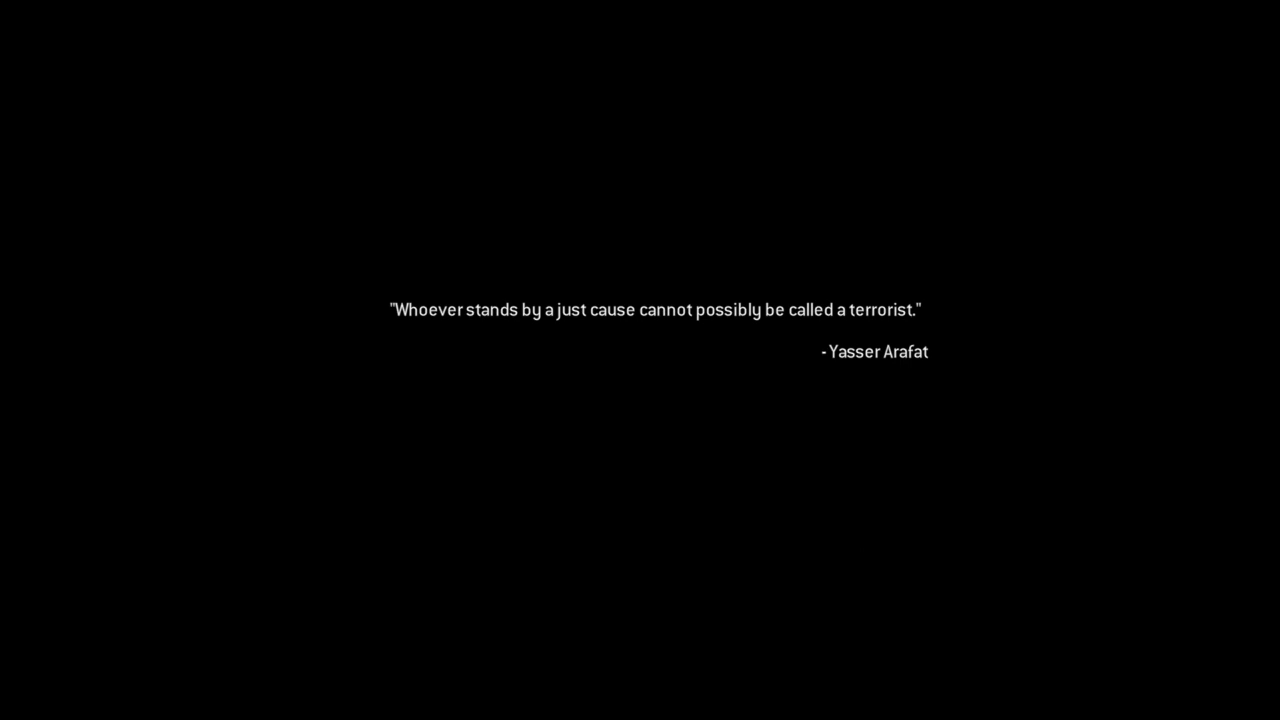 "Whoever stands by a just cause cannot possibly be called a terrorist."
- Yasser Arafat